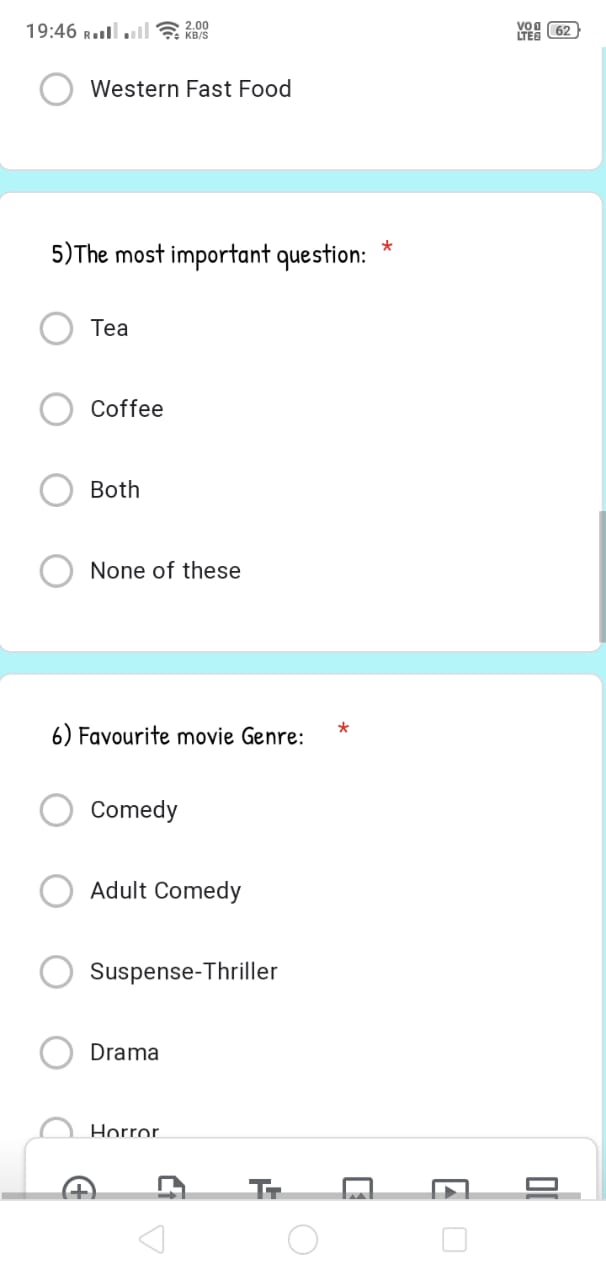 19:46 R 2.00 KB/S VO LTE 62
Western Fast Food
5)The most important question: *
Tea
Coffee
Both
None of these
6) Favourite movie Genre: *
Comedy
Adult Comedy
Suspense-Thriller
Drama
Horror
TT